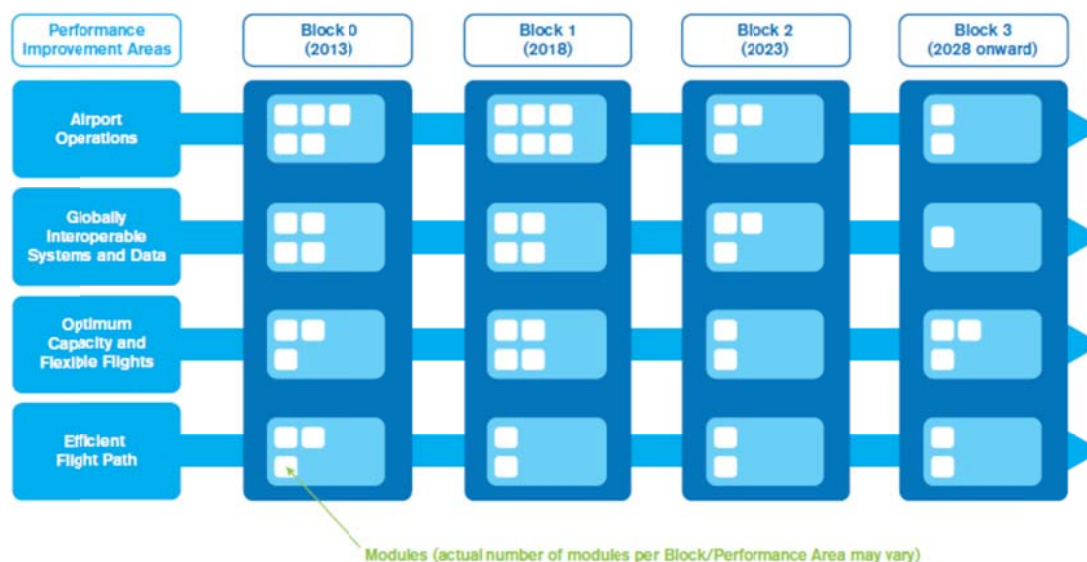 Performance
Improvement Areas
Block 0
(2013)
Block 1
(2018)
Block 2
(2023)
Block 3
(2028 onward)
Airport
Operations
Globally
Interoperable
Systems and Data
Optimum
Capacity and
Flexible Flights
Efficient
Flight Path
Modules (actual number of modules per Block/Performance Area may vary)